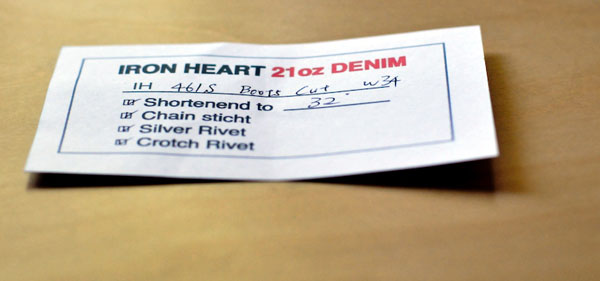 IRON HEART 21oz DENIM
IH 461S Boots Cut. W34
Shortenend to 32
Chain sticht
Silver Rivet
Crotch Rivet